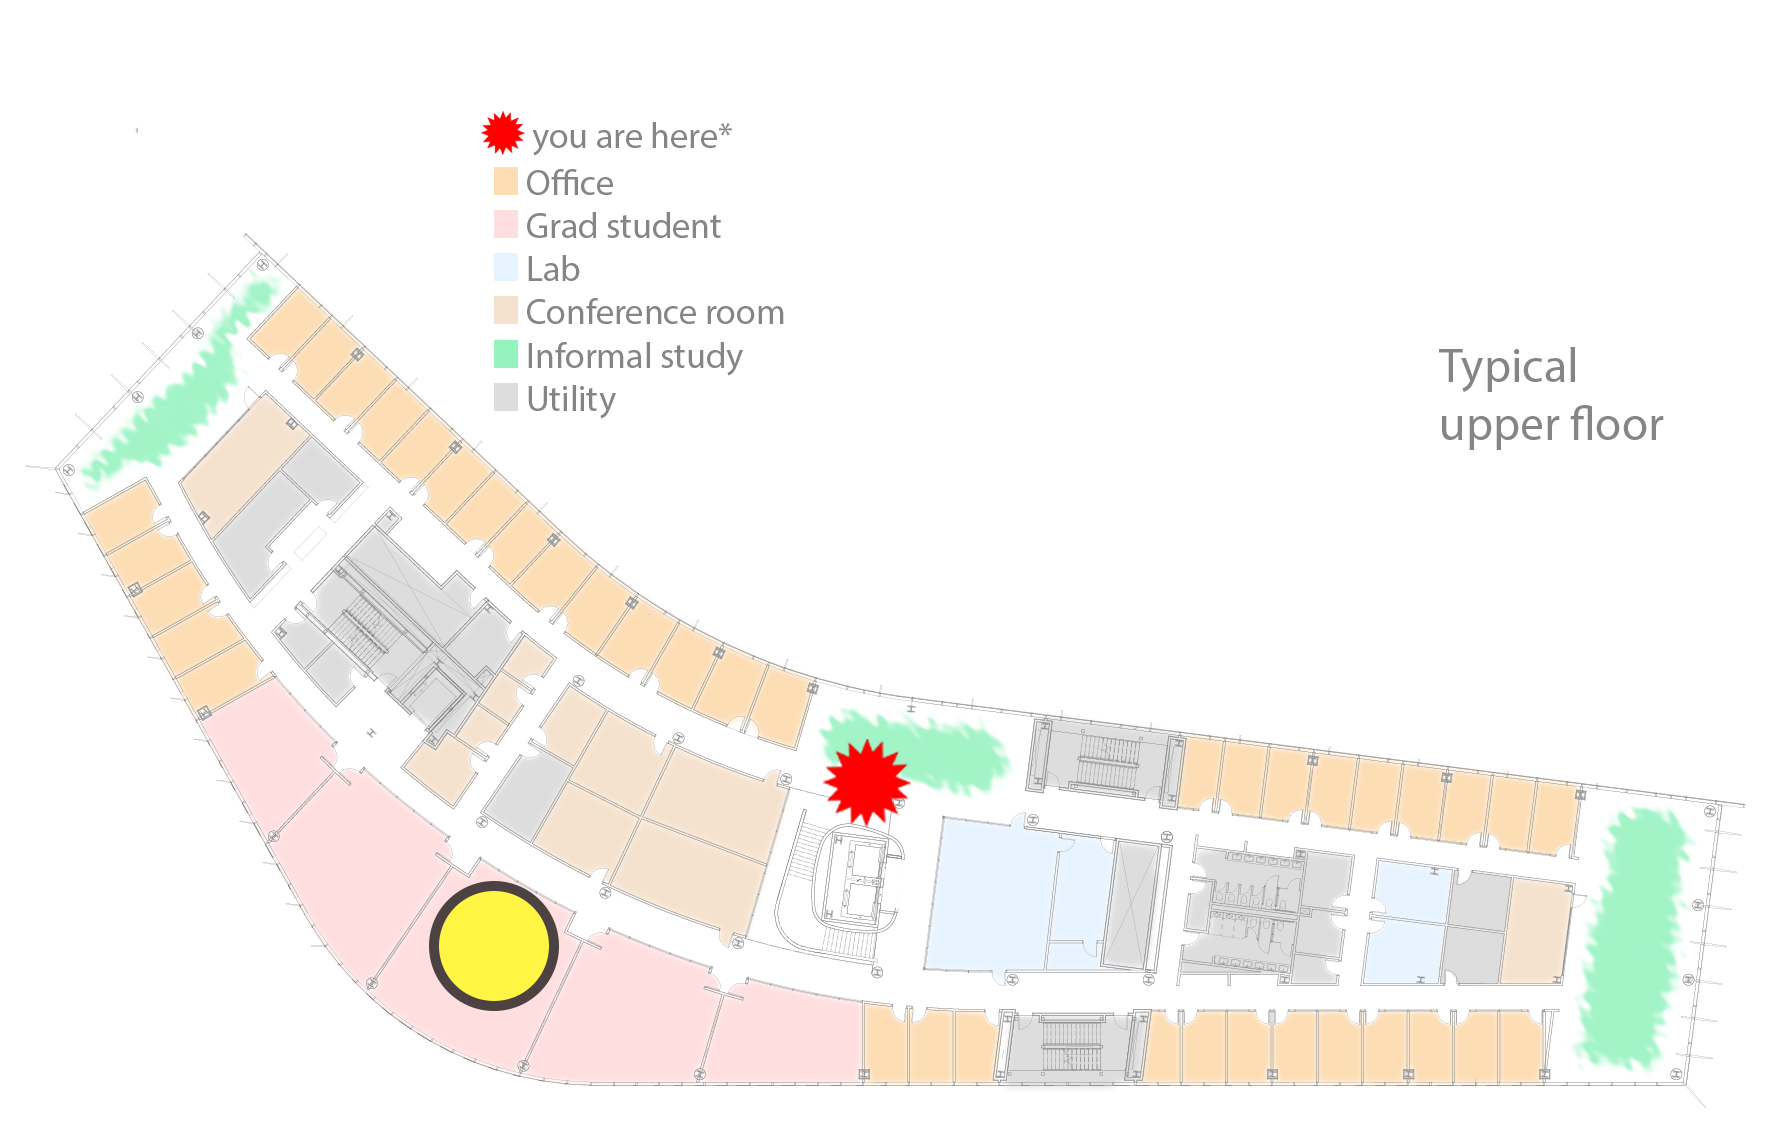 you are here*
Office
Grad student
Lab
Conference room
Informal study
Utility
Typical
upper floor